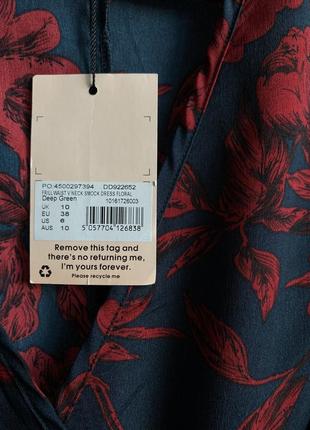 PO:4500297394 DD922652
FRILL WAIST V NECK SMOCK DRESS FLORAL
Deep Green 10161726003
UK 10
EU 38
US 6
AUS 10
5 057704 126838
Remove this tag and
there's no returning me,
I'm yours forever.
Please recycle me